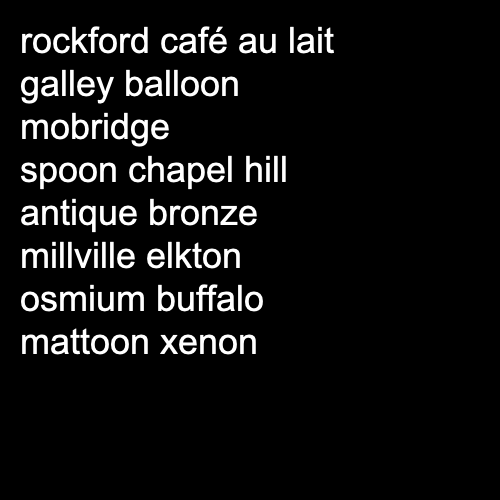 rockford café au lait
galley balloon
mobridge
spoon chapel hill
antique bronze
millville elkton
osmium buffalo
mattoon xenon